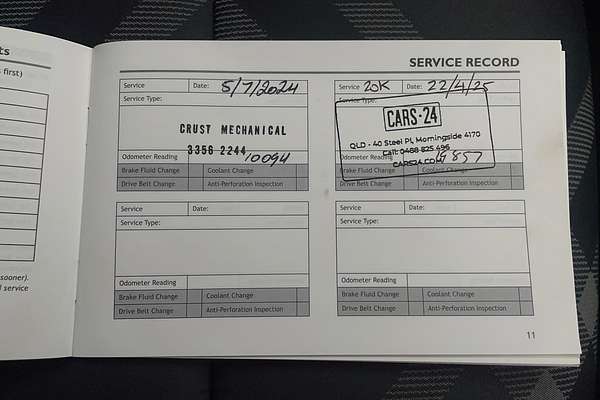 ts
s first)
sooner).
l service
SERVICE RECORD
Service Date: 5/7/2024
Service Type:
CRUST MECHANICAL
3356 2244
Odometer Reading 10094
Brake Fluid Change Coolant Change
Drive Belt Change Anti-Perforation Inspection
Service 20K Date: 22/4/25
Service Type:
CARS-24
QLD - 40 Steel Pl, Morningside 4170
Call: 0468 825 496
CARS24.CO
Odometer Reading 857
Brake Fluid Change Coolant Change
Drive Belt Change Anti-Perforation Inspection
Service Date:
Service Type:
Odometer Reading
Brake Fluid Change Coolant Change
Drive Belt Change Anti-Perforation Inspection
Service Date:
Service Type:
Odometer Reading
Brake Fluid Change Coolant Change
Drive Belt Change Anti-Perforation Inspection
11